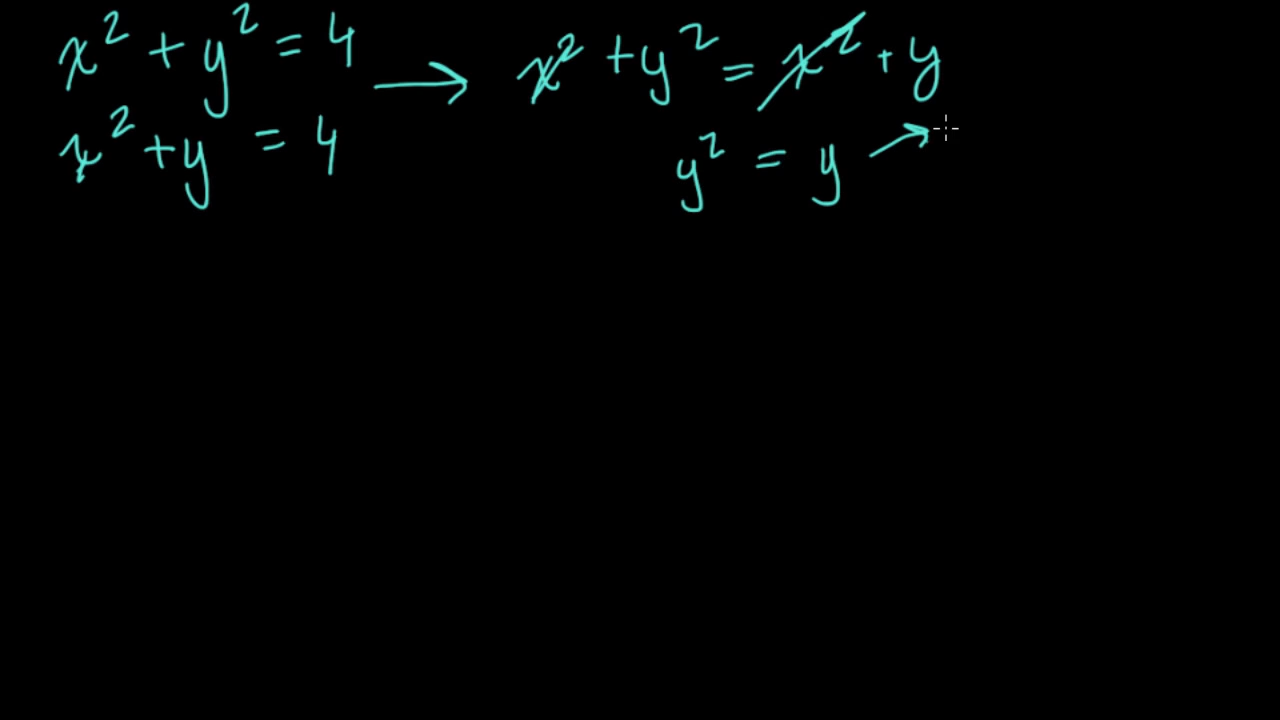 x² + y² = 4 → x² + y² = x² + y
x² + y = 4
y² = y →